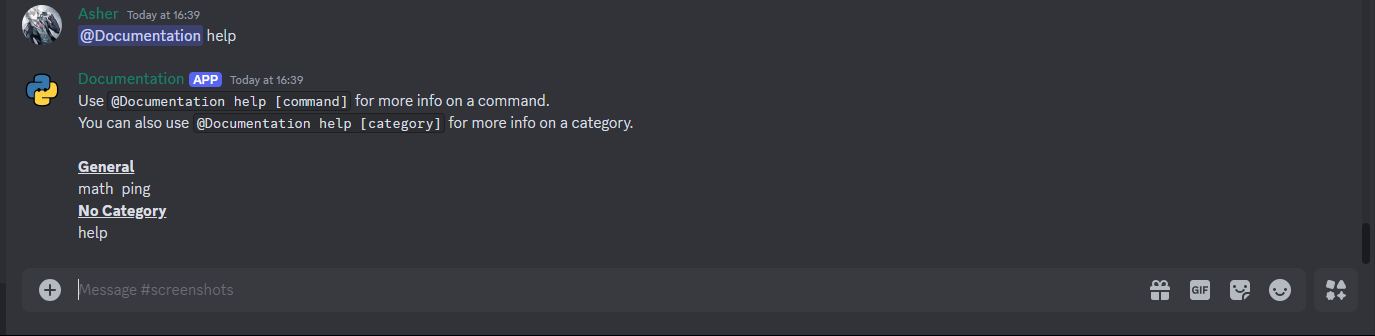 Asher Today at 16:39
@Documentation help
Documentation APP Today at 16:39
Use @Documentation help [command] for more info on a command.
You can also use @Documentation help [category] for more info on a category.
General
math ping
No Category
help
Message #screenshots
GIF